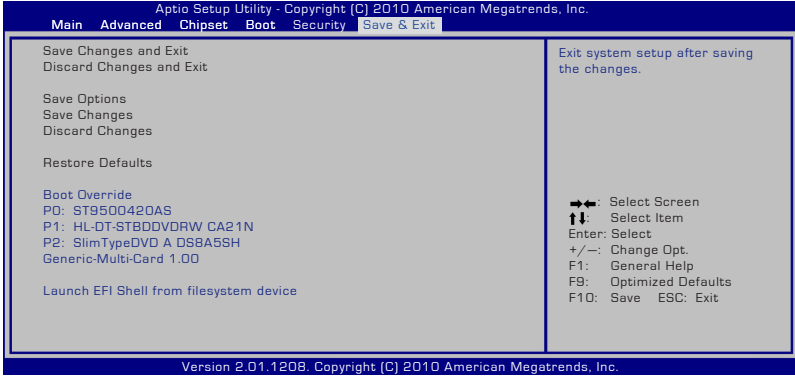 Aptio Setup Utility - Copyright (C) 2010 American Megatrends, Inc.
Main Advanced Chipset Boot Security Save & Exit
Save Changes and Exit
Discard Changes and Exit
Save Options
Save Changes
Discard Changes
Restore Defaults
Boot Override
P0: ST9500420AS
P1: HL-DT-STBDDVDRW CA21N
P2: SlimTypeDVD A DS8A5SH
Generic-Multi-Card 1.00
Launch EFI Shell from filesystem device
Exit system setup after saving
the changes.
→←: Select Screen
↑↓: Select Item
Enter: Select
+/—: Change Opt.
F1: General Help
F9: Optimized Defaults
F10: Save ESC: Exit
Version 2.01.1208. Copyright (C) 2010 American Megatrends, Inc.